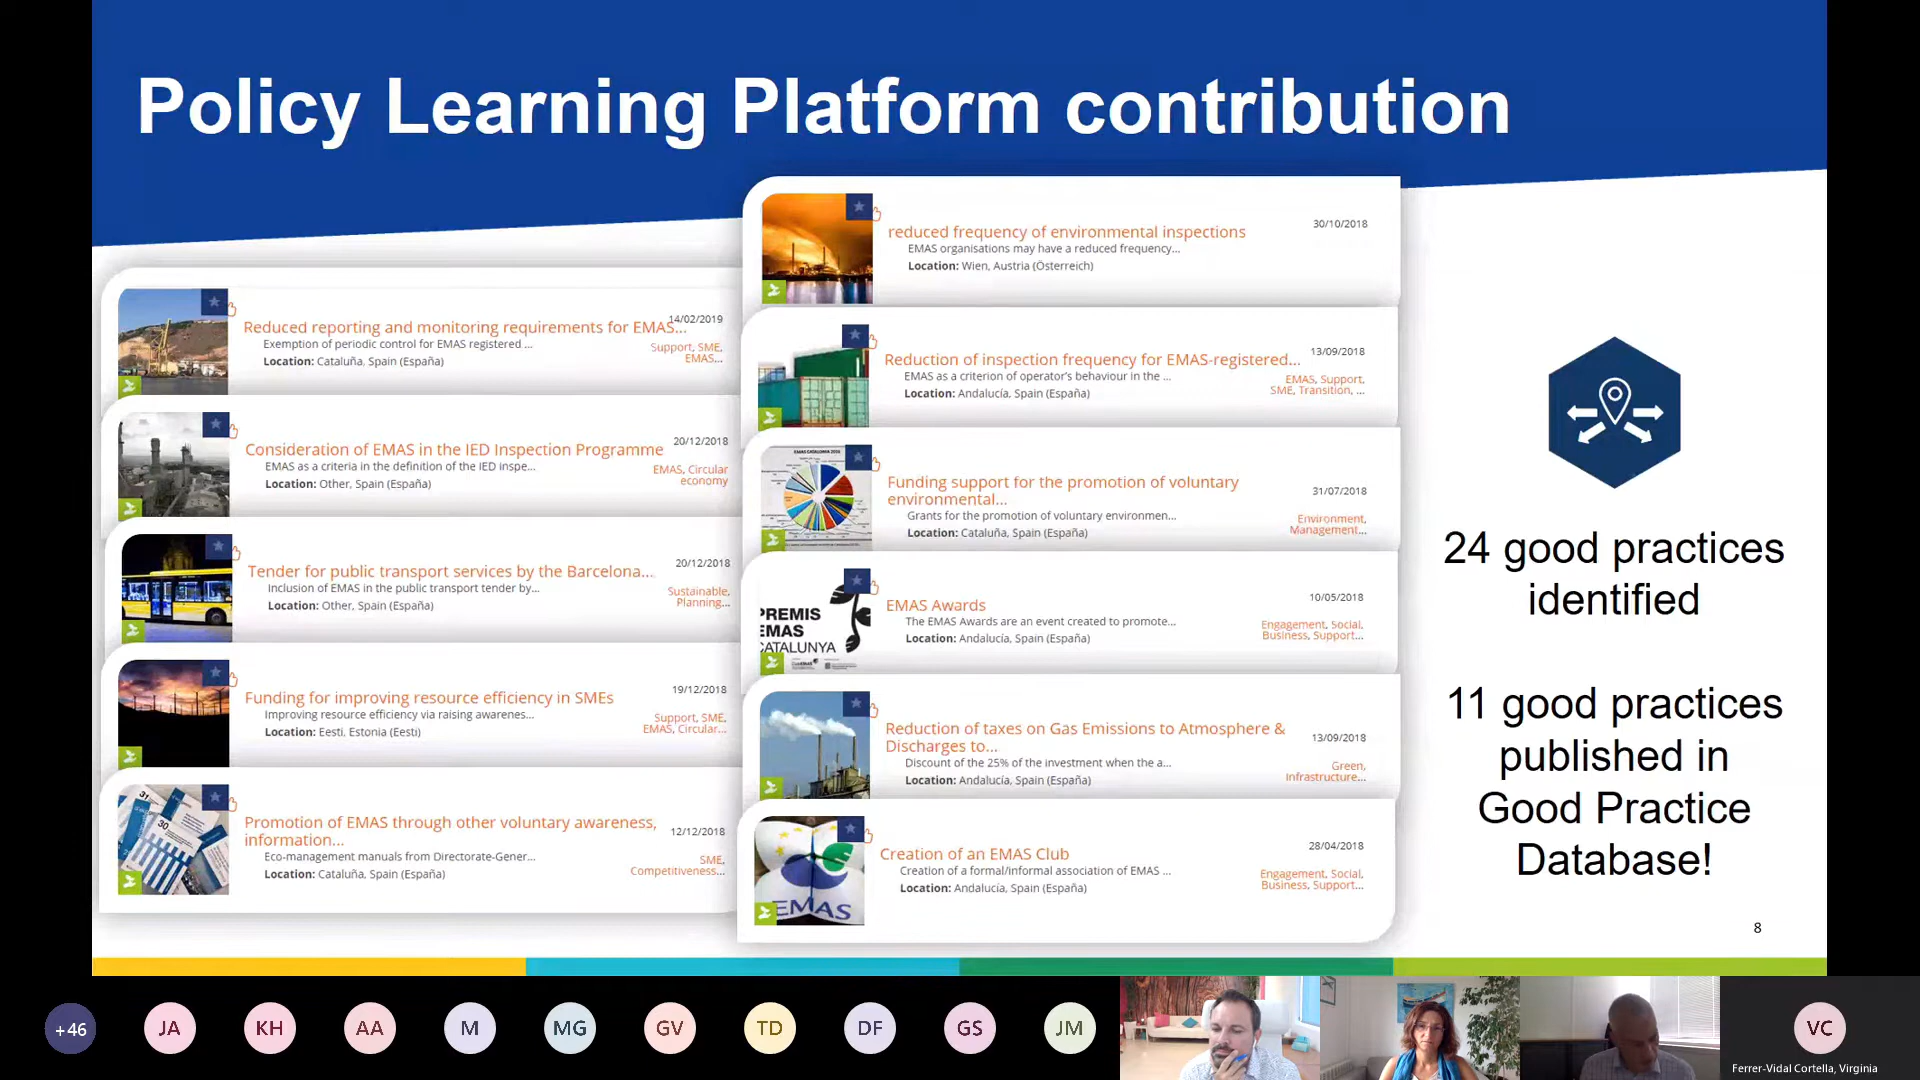 Policy Learning Platform contribution
Reduced reporting and monitoring requirements for EMAS...
14/02/2019
Exemption of periodic control for EMAS registered ...
Support, SME,
EMAS...
Location: Cataluña, Spain (España)
Consideration of EMAS in the IED Inspection Programme
20/12/2018
EMAS as a criteria in the definition of the IED inspe...
EMAS, Circular
economy
Location: Other, Spain (España)
Tender for public transport services by the Barcelona...
20/12/2018
Inclusion of EMAS in the public transport tender by...
Sustainable,
Planning...
Location: Other, Spain (España)
Funding for improving resource efficiency in SMEs
19/12/2018
Improving resource efficiency via raising awarenes...
Support, SME,
EMAS, Circular...
Location: Eesti, Estonia (Eesti)
Promotion of EMAS through other voluntary awareness,
information...
12/12/2018
Eco-management manuals from Directorate-Gener...
SME,
Competitiveness...
Location: Cataluña, Spain (España)
31
30
reduced frequency of environmental inspections
30/10/2018
EMAS organisations may have a reduced frequency...
Location: Wien, Austria (Österreich)
Reduction of inspection frequency for EMAS-registered...
13/09/2018
EMAS as a criterion of operator's behaviour in the ...
EMAS, Support,
SME, Transition, ...
Location: Andalucía, Spain (España)
EMAS CATALUNYA 2016
Funding support for the promotion of voluntary
environmental...
31/07/2018
Grants for the promotion of voluntary environmen...
Environment,
Management...
Location: Cataluña, Spain (España)
PREMIS
EMAS
CATALUNYA
EMAS Awards
10/05/2018
The EMAS Awards are an event created to promote...
Engagement, Social,
Business, Support...
Location: Andalucía, Spain (España)
Reduction of taxes on Gas Emissions to Atmosphere &
Discharges to...
13/09/2018
Discount of the 25% of the investment when the a...
Green,
Infrastructure...
Location: Andalucía, Spain (España)
EMAS
Creation of an EMAS Club
28/04/2018
Creation of a formal/informal association of EMAS ...
Engagement, Social,
Business, Support...
Location: Andalucía, Spain (España)
24 good practices
identified
11 good practices
published in
Good Practice
Database!
8
+46
JA
KH
AA
M
MG
GV
TD
DF
GS
JM
VC
Ferrer-Vidal Cortella, Virginia